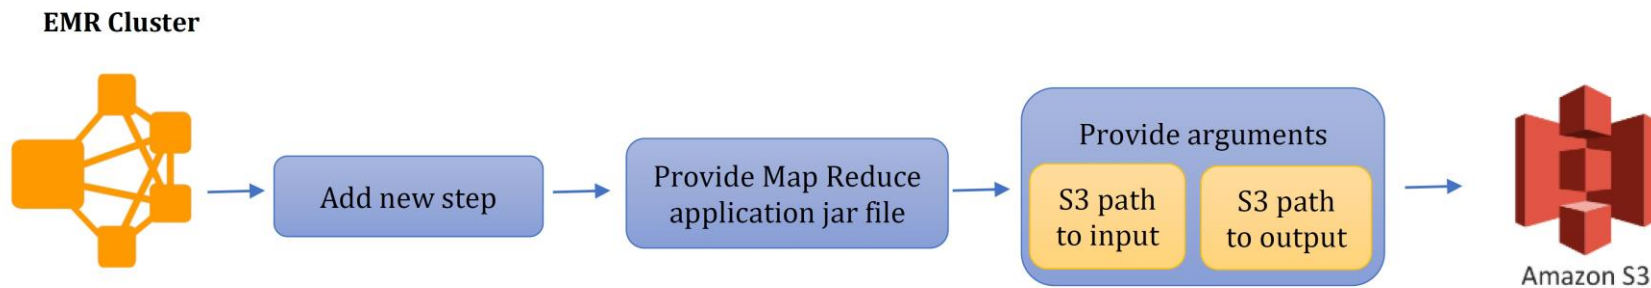 EMR Cluster
Add new step
Provide Map Reduce
application jar file
Provide arguments
S3 path
to input
S3 path
to output
Amazon S3